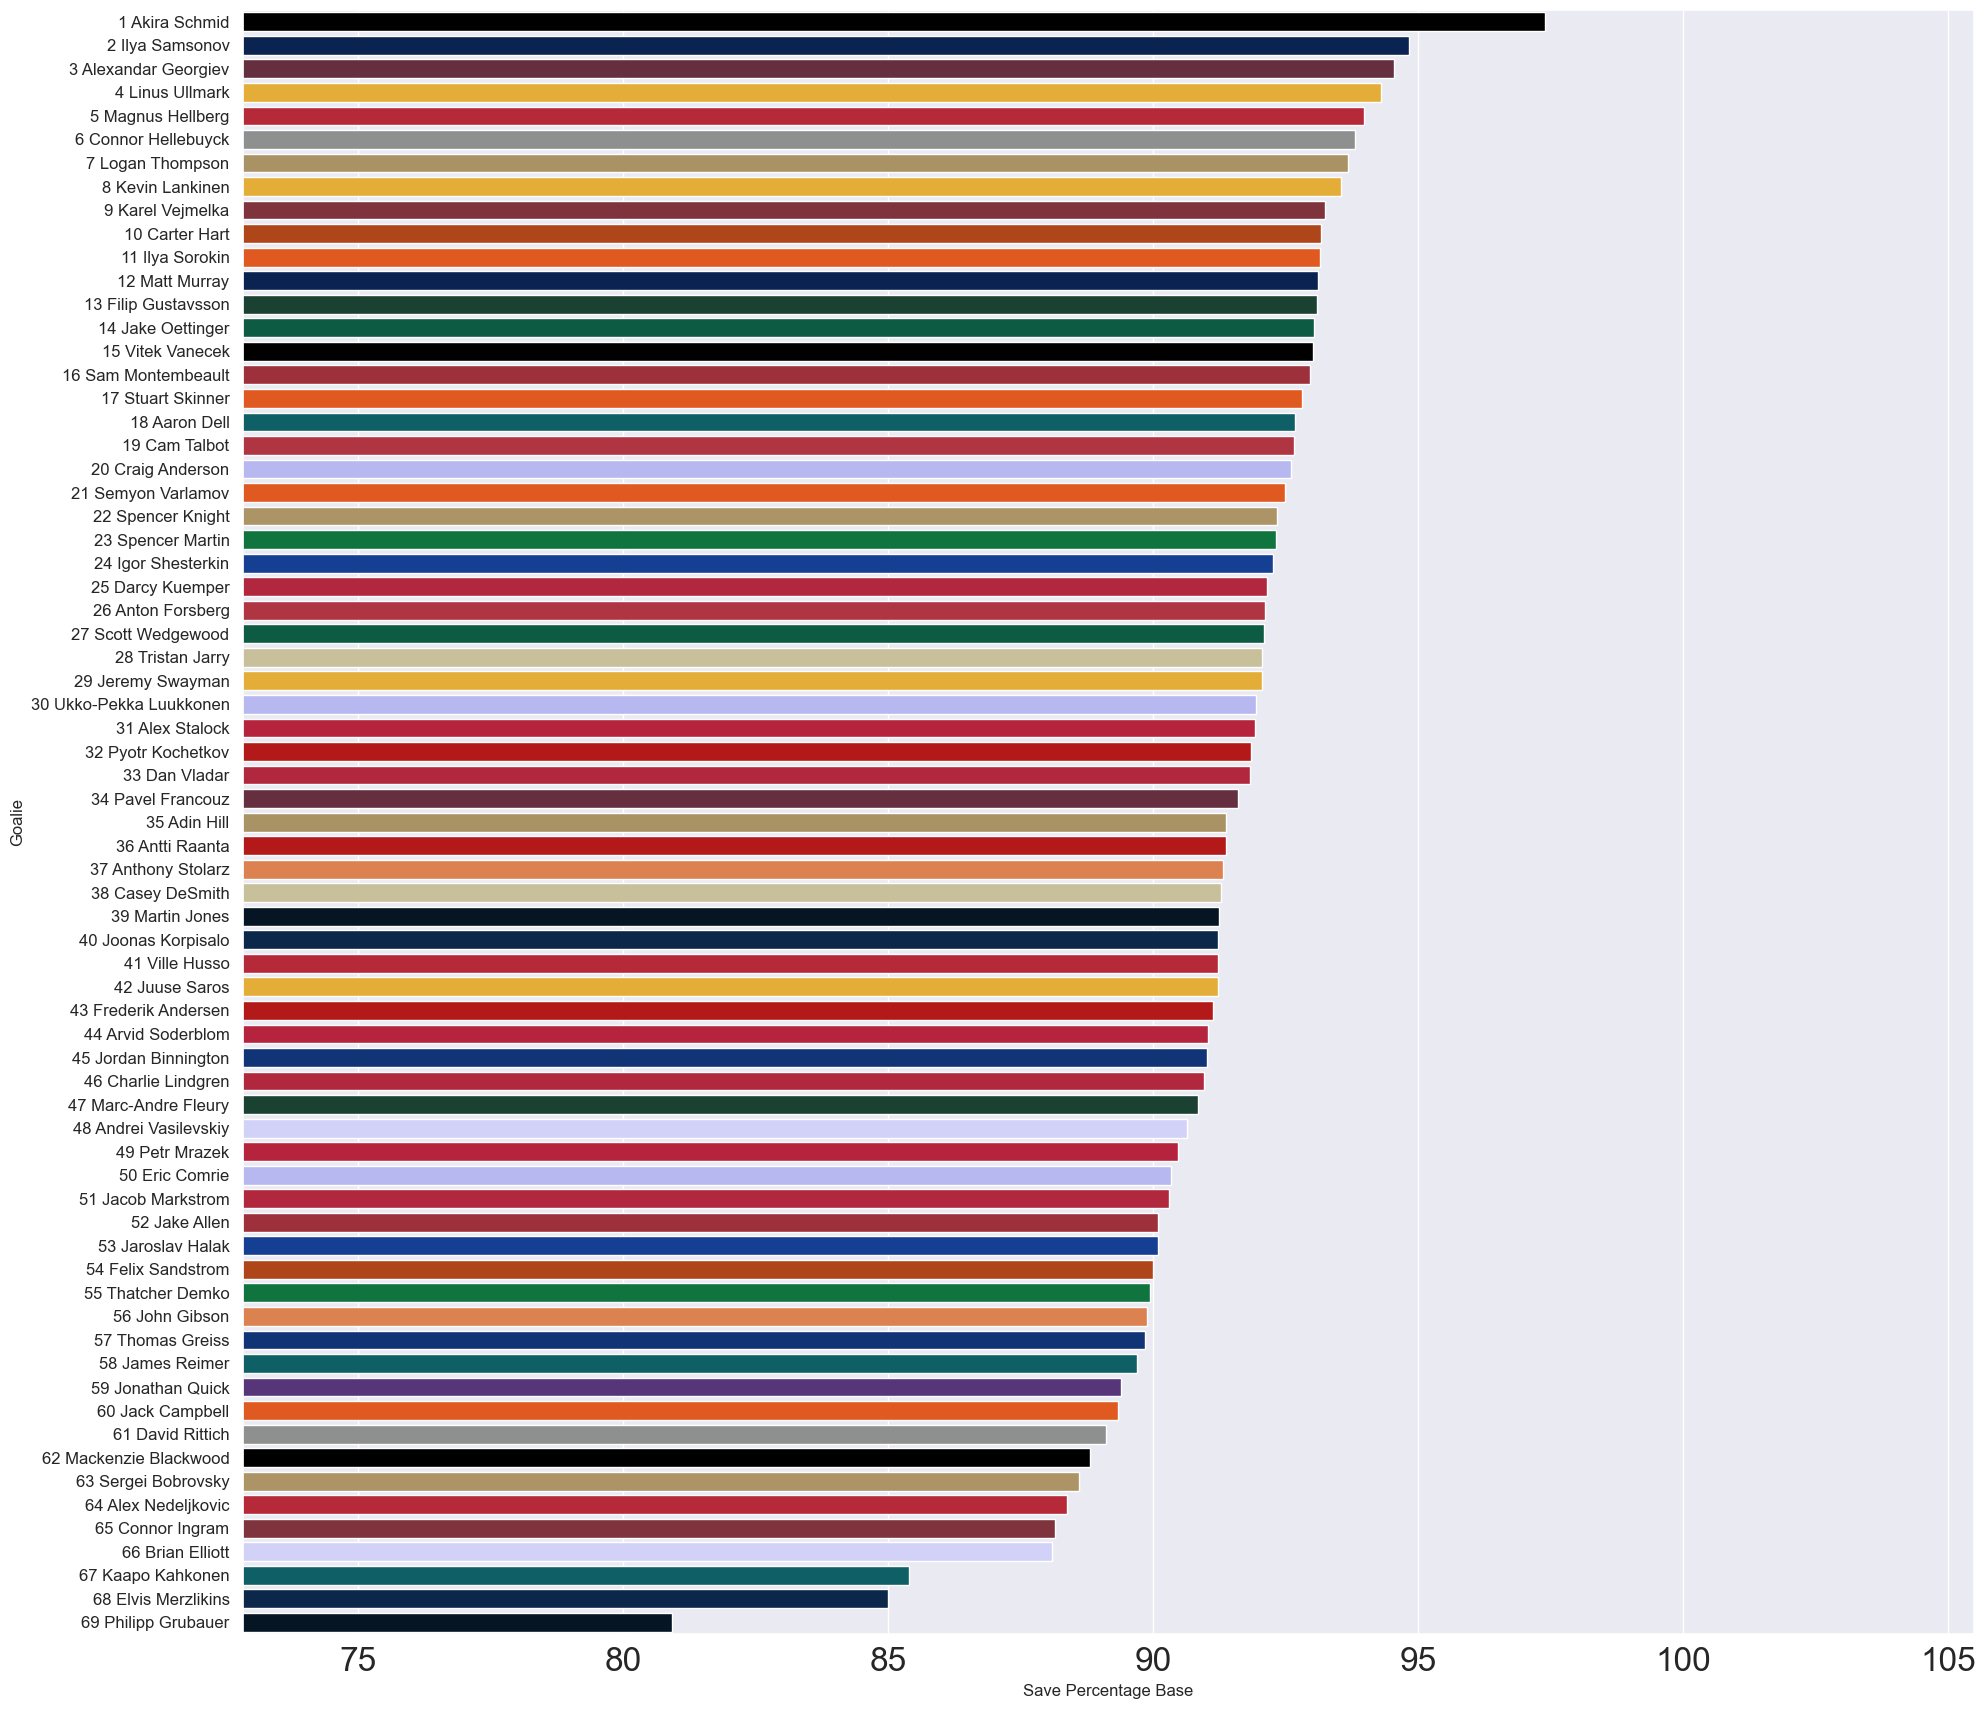 1 Akira Schmid
2 Ilya Samsonov
3 Alexandar Georgiev
4 Linus Ullmark
5 Magnus Hellberg
6 Connor Hellebuyck
7 Logan Thompson
8 Kevin Lankinen
9 Karel Vejmelka
10 Carter Hart
11 Ilya Sorokin
12 Matt Murray
13 Filip Gustavsson
14 Jake Oettinger
15 Vitek Vanecek
16 Sam Montembeault
17 Stuart Skinner
18 Aaron Dell
19 Cam Talbot
20 Craig Anderson
21 Semyon Varlamov
22 Spencer Knight
23 Spencer Martin
24 Igor Shesterkin
25 Darcy Kuemper
26 Anton Forsberg
27 Scott Wedgewood
28 Tristan Jarry
29 Jeremy Swayman
30 Ukko-Pekka Luukkonen
31 Alex Stalock
32 Pyotr Kochetkov
33 Dan Vladar
34 Pavel Francouz
35 Adin Hill
36 Antti Raanta
37 Anthony Stolarz
38 Casey DeSmith
39 Martin Jones
40 Joonas Korpisalo
41 Ville Husso
42 Juuse Saros
43 Frederik Andersen
44 Arvid Soderblom
45 Jordan Binnington
46 Charlie Lindgren
47 Marc-Andre Fleury
48 Andrei Vasilevskiy
49 Petr Mrazek
50 Eric Comrie
51 Jacob Markstrom
52 Jake Allen
53 Jaroslav Halak
54 Felix Sandstrom
55 Thatcher Demko
56 John Gibson
57 Thomas Greiss
58 James Reimer
59 Jonathan Quick
60 Jack Campbell
61 David Rittich
62 Mackenzie Blackwood
63 Sergei Bobrovsky
64 Alex Nedeljkovic
65 Connor Ingram
66 Brian Elliott
67 Kaapo Kahkonen
68 Elvis Merzlikins
69 Philipp Grubauer
Goalie
75 80 85 90 95 100 105
Save Percentage Base